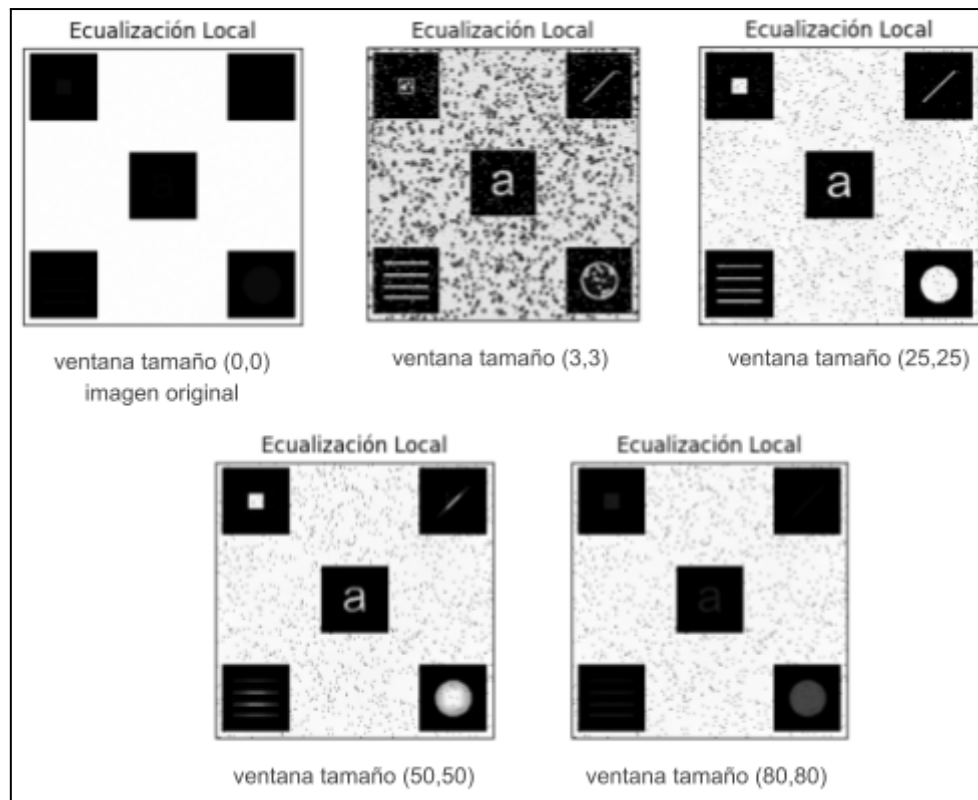 Ecualización Local
Ecualización Local
Ecualización Local
a
a
a
ventana tamaño (0,0)
imagen original
ventana tamaño (3,3)
ventana tamaño (25,25)
Ecualización Local
Ecualización Local
a
a
ventana tamaño (50,50)
ventana tamaño (80,80)